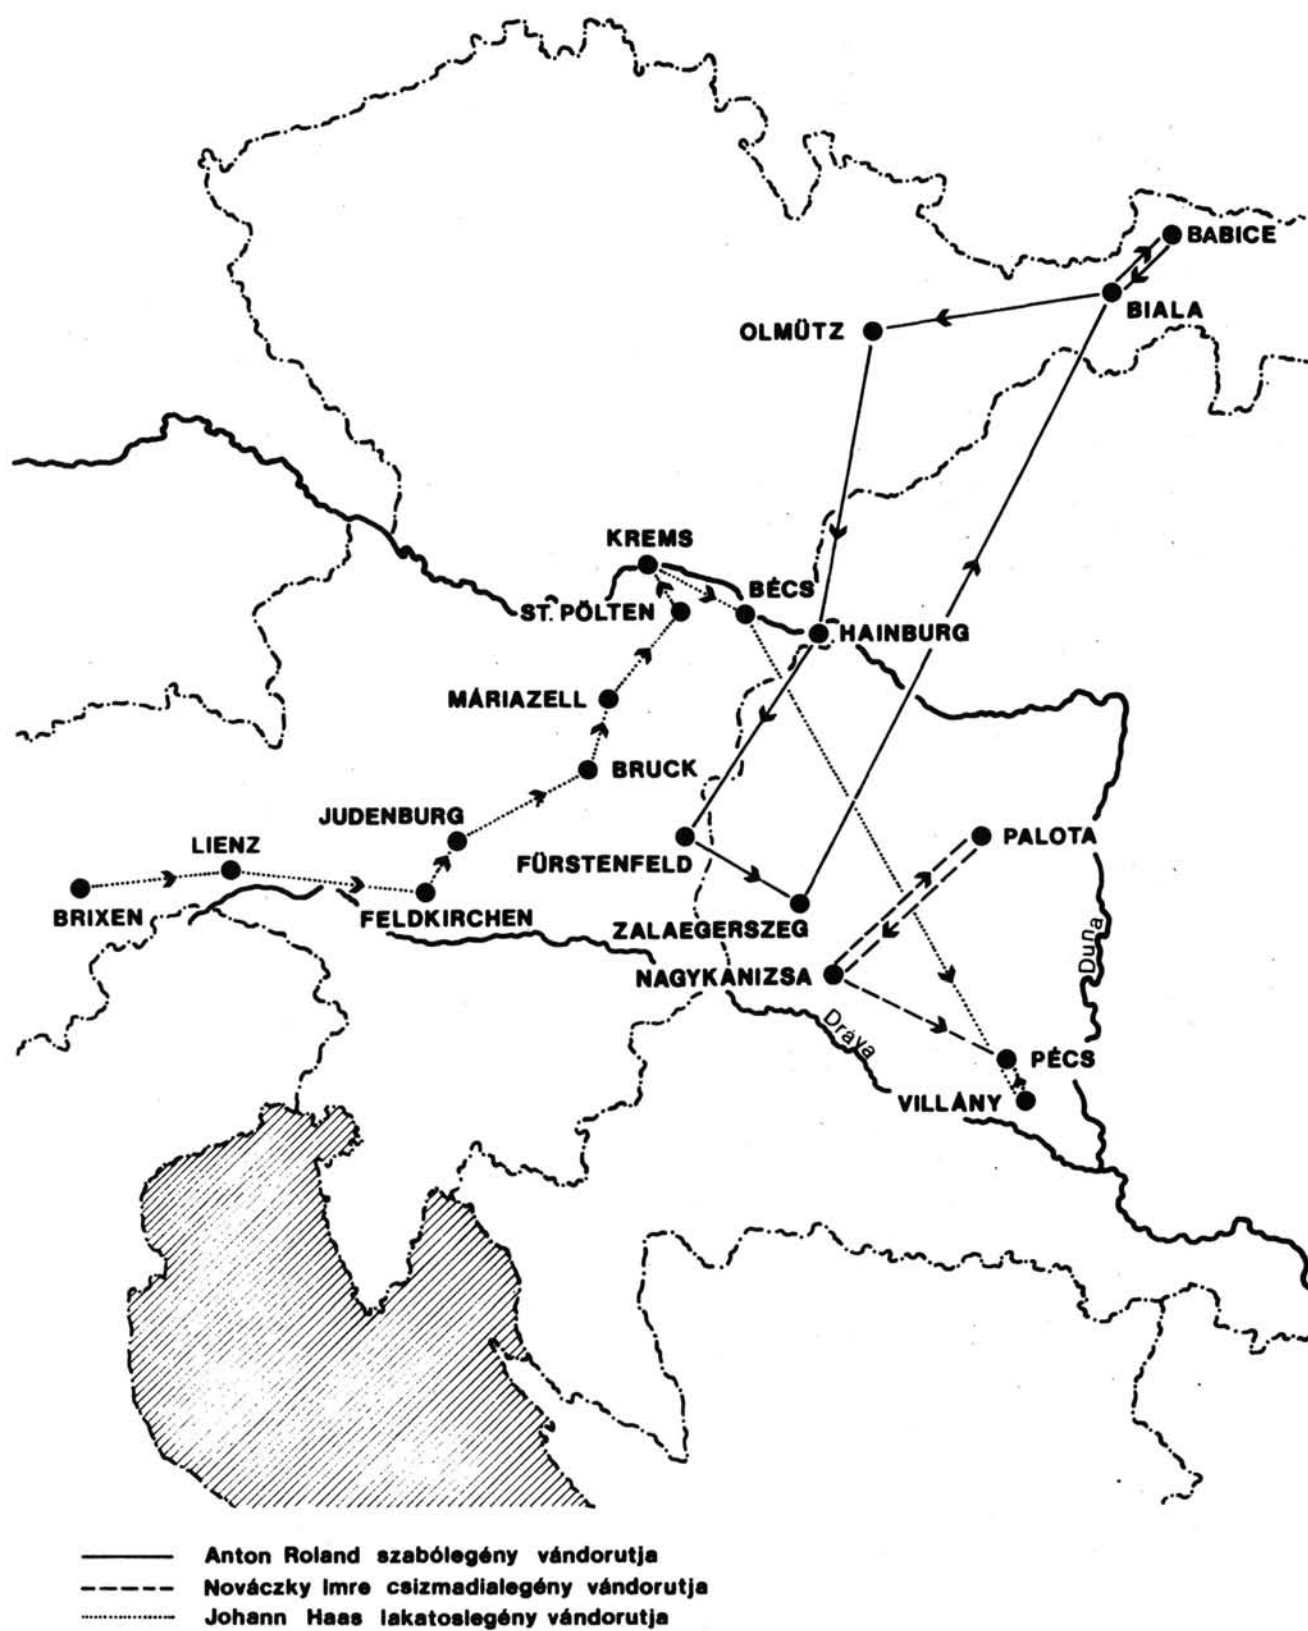 BABICE
BIALA
OLMÜTZ
KREMS
BÉCS
ST. PÖLTEN
HAINBURG
MÁRIAZELL
BRUCK
JUDENBURG
LIENZ
PALOTA
FÜRSTENFELD
BRIXEN
FELDKIRCHEN
ZALAEGERSZEG
Duna
NAGYKANIZSA
Dráva
PÉCS
VILLÁNY
Anton Roland szabólegény vándorutja
Nováczky Imre csizmadialegény vándorutja
Johann Haas lakatoslegény vándorutja